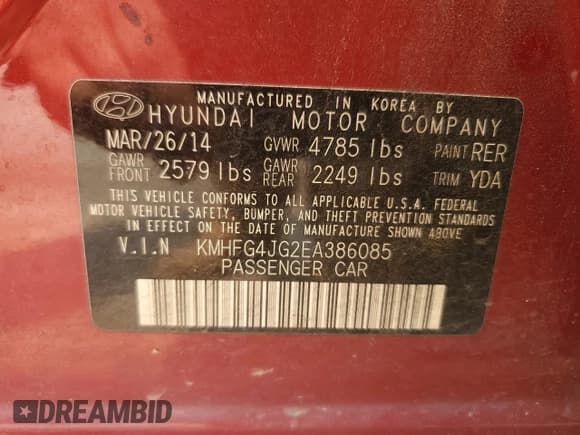 MANUFACTURED IN KOREA BY
HYUNDAI MOTOR COMPANY
MAR/26/14 GVWR 4785 lbs PAINT RER
GAWR FRONT 2579 lbs GAWR REAR 2249 lbs TRIM YDA
THIS VEHICLE CONFORMS TO ALL APPLICABLE U.S.A. FEDERAL
MOTOR VEHICLE SAFETY, BUMPER, AND THEFT PREVENTION STANDARDS
IN EFFECT ON THE DATE OF MANUFACTURE SHOWN ABOVE.
V.I.N KMHFG4JG2EA386085
PASSENGER CAR
DREAMBID